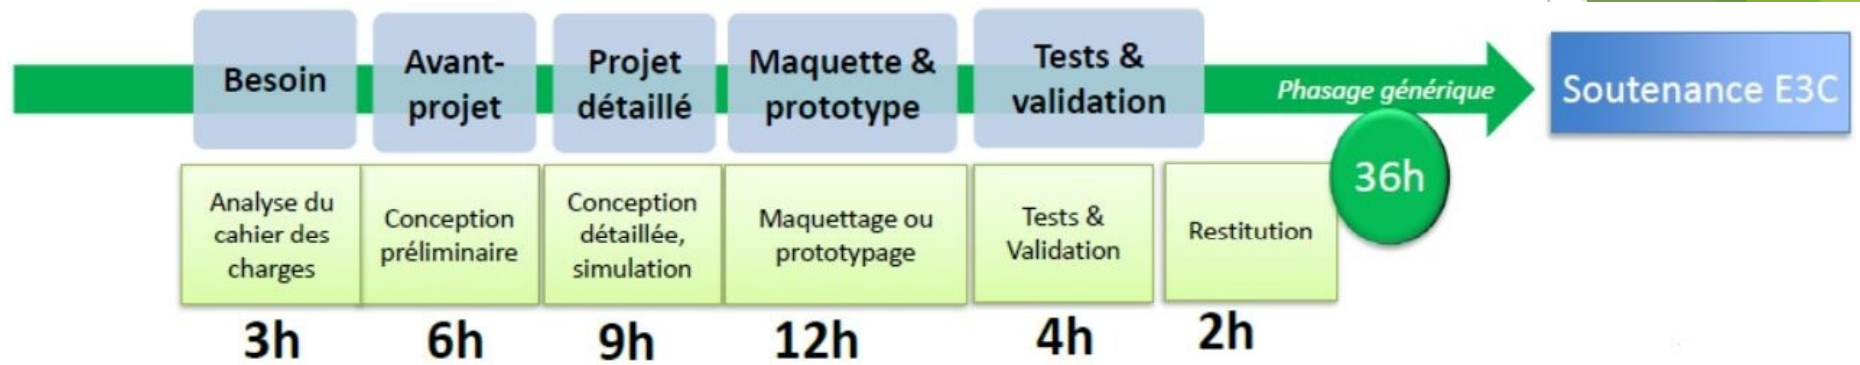 Besoin
Avant-
projet
Projet
détaillé
Maquette &
prototype
Tests &
validation
Phasage générique
Soutenance E3C
36h
Analyse du
cahier des
charges
Conception
préliminaire
Conception
détaillée,
simulation
Maquettage ou
prototypage
Tests &
Validation
Restitution
3h
6h
9h
12h
4h
2h